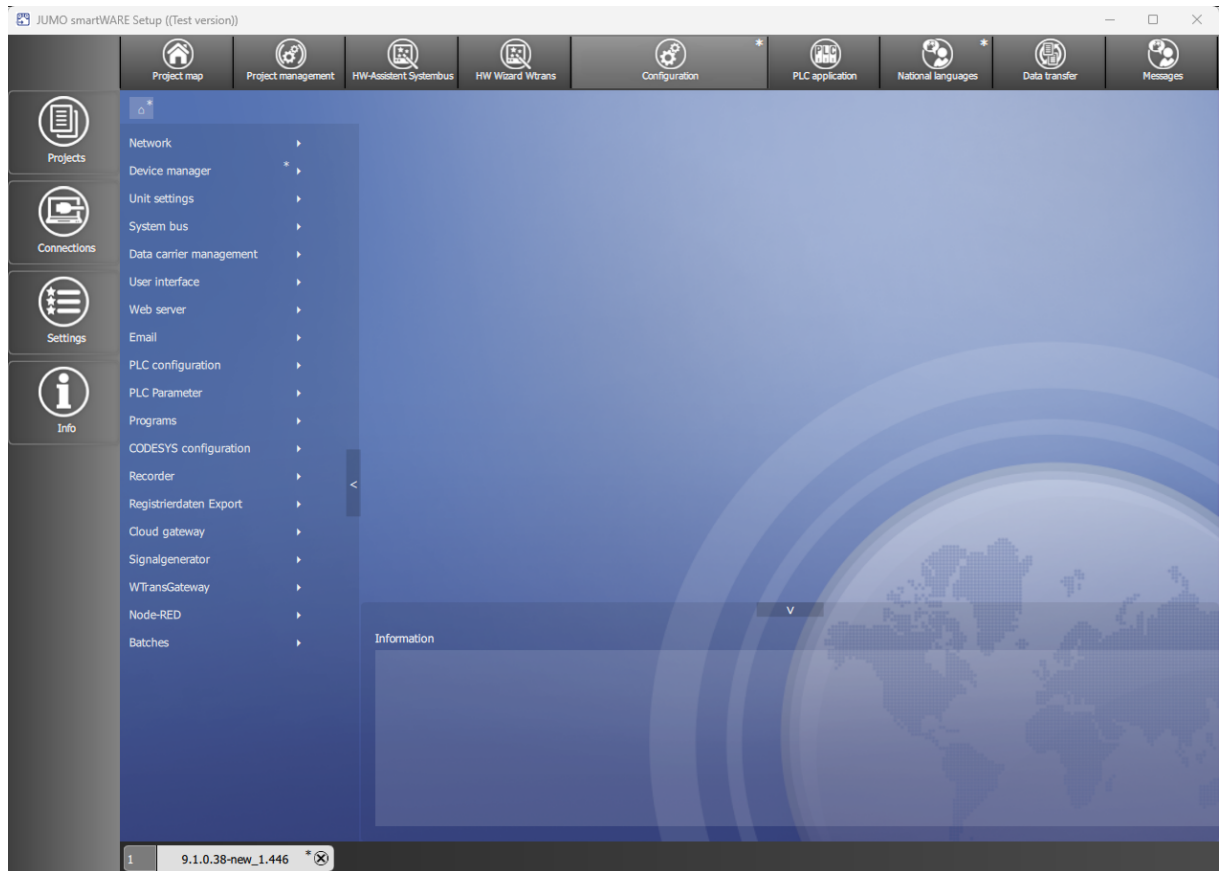 JUMO smartWARE Setup ((Test version))
Project map
Project management
HW-Assistent Systembus
HW Wizard Wtrans
Configuration *
PLC application
National languages *
Data transfer
Messages
Projects
Connections
Settings
Info
*
Network
Device manager *
Unit settings
System bus
Data carrier management
User interface
Web server
Email
PLC configuration
PLC Parameter
Programs
CODESYS configuration
Recorder
Registrierdaten Export
Cloud gateway
Signalgenerator
WTransGateway
Node-RED
Batches
<
v
Information
1 9.1.0.38-new_1.446 *